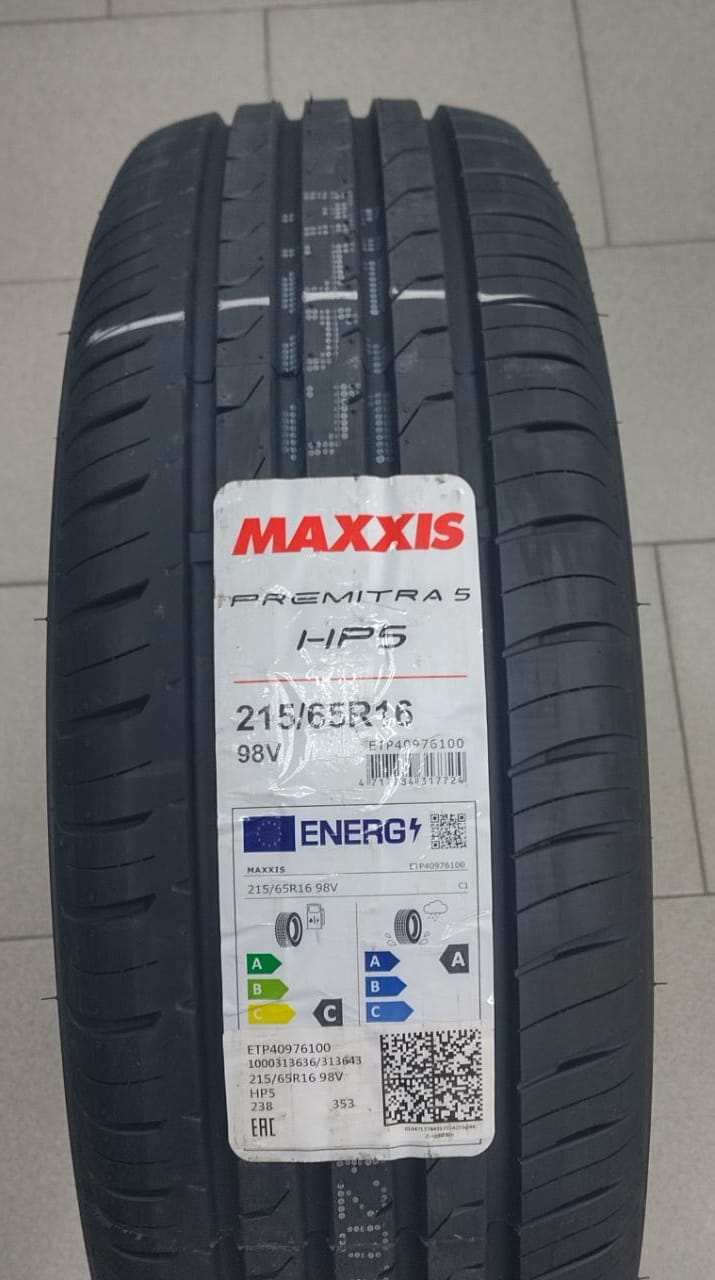 MAXXIS
PREMITRA 5
HP5
215/65R16
98V
ETP40976100
ENERG
MAXXIS
ETP40976100
215/65R16 98V
C1
A
B
C
C
A
B
C
A
ETP40976100
1000313636/313643
215/65R16 98V
HP5
238
353
EAC